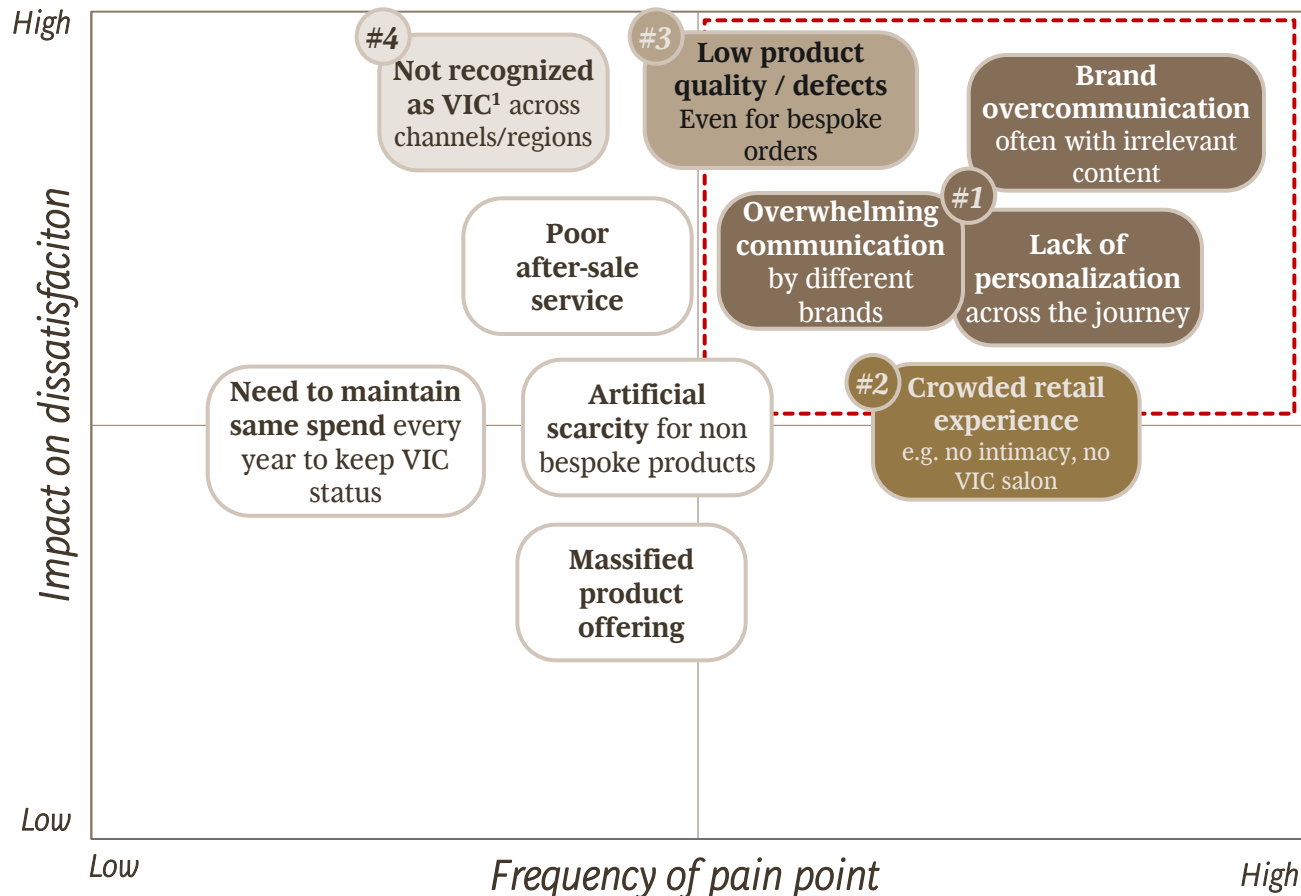 High
#4
Not recognized
as VIC¹ across
channels/regions
#3
Low product
quality / defects
Even for bespoke
orders
Brand
overcommunication
often with irrelevant
content
#1
Overwhelming
communication
by different
brands
Lack of
personalization
across the journey
Poor
after-sale
service
Need to maintain
same spend every
year to keep VIC
status
Artificial
scarcity for non
bespoke products
#2
Crowded retail
experience
e.g. no intimacy, no
VIC salon
Massified
product
offering
Impact on dissatisfaciton
Low
Low
Frequency of pain point
High